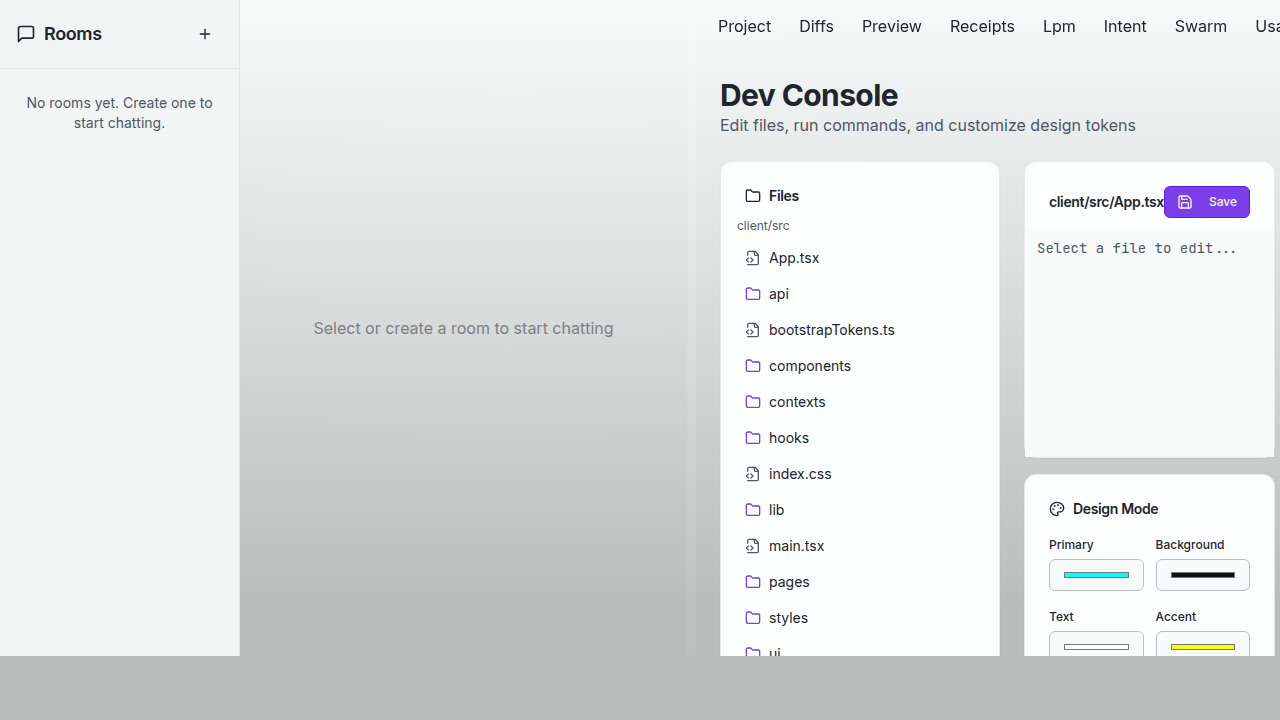 Rooms
No rooms yet. Create one to
start chatting.
Select or create a room to start chatting
Project Diffs Preview Receipts Lpm Intent Swarm
Dev Console
Edit files, run commands, and customize design tokens
Files
client/src
App.tsx
api
bootstrapTokens.ts
components
contexts
hooks
index.css
lib
main.tsx
pages
styles
ui
client/src/App.tsx Save
Select a file to edit...
Design Mode
Primary Background
Text Accent